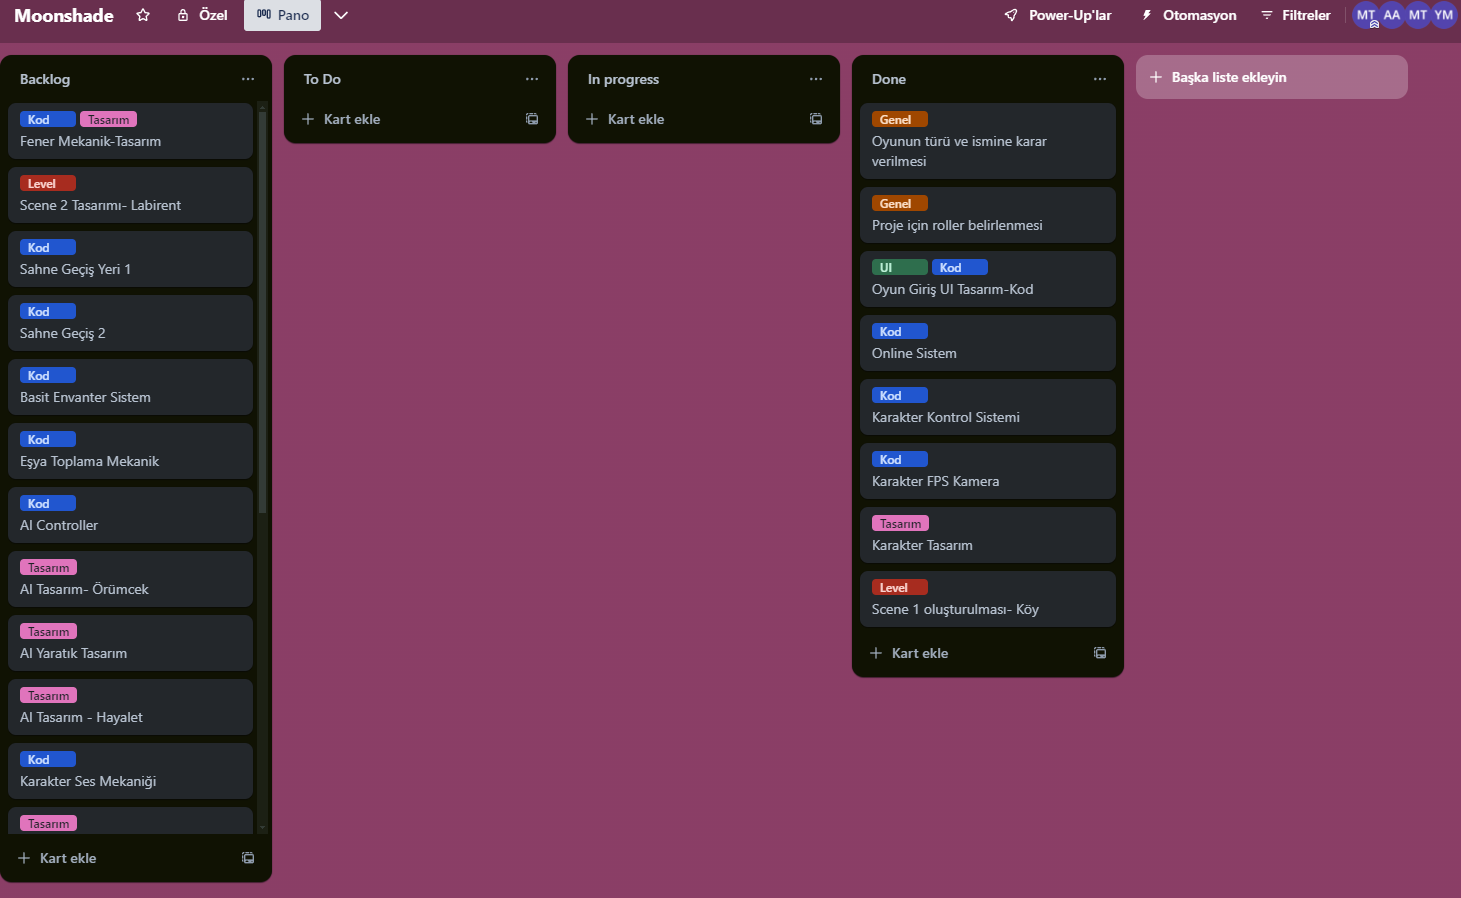 Moonshade
Özel
Pano
Power-Up'lar
Otomasyon
Filtreler
MT
AA
MT
YM
Backlog
Kod Tasarım
Fener Mekanik-Tasarım
Level
Scene 2 Tasarımı- Labirent
Kod
Sahne Geçiş Yeri 1
Kod
Sahne Geçiş 2
Kod
Basit Envanter Sistem
Kod
Eşya Toplama Mekanik
Kod
AI Controller
Tasarım
AI Tasarım- Örümcek
Tasarım
AI Yaratık Tasarım
Tasarım
AI Tasarım - Hayalet
Kod
Karakter Ses Mekaniği
Tasarım
Kart ekle
To Do
Kart ekle
In progress
Kart ekle
Done
Genel
Oyunun türü ve ismine karar
verilmesi
Genel
Proje için roller belirlenmesi
UI Kod
Oyun Giriş UI Tasarım-Kod
Kod
Online Sistem
Kod
Karakter Kontrol Sistemi
Kod
Karakter FPS Kamera
Tasarım
Karakter Tasarım
Level
Scene 1 oluşturulması- Köy
Kart ekle
Başka liste ekleyin